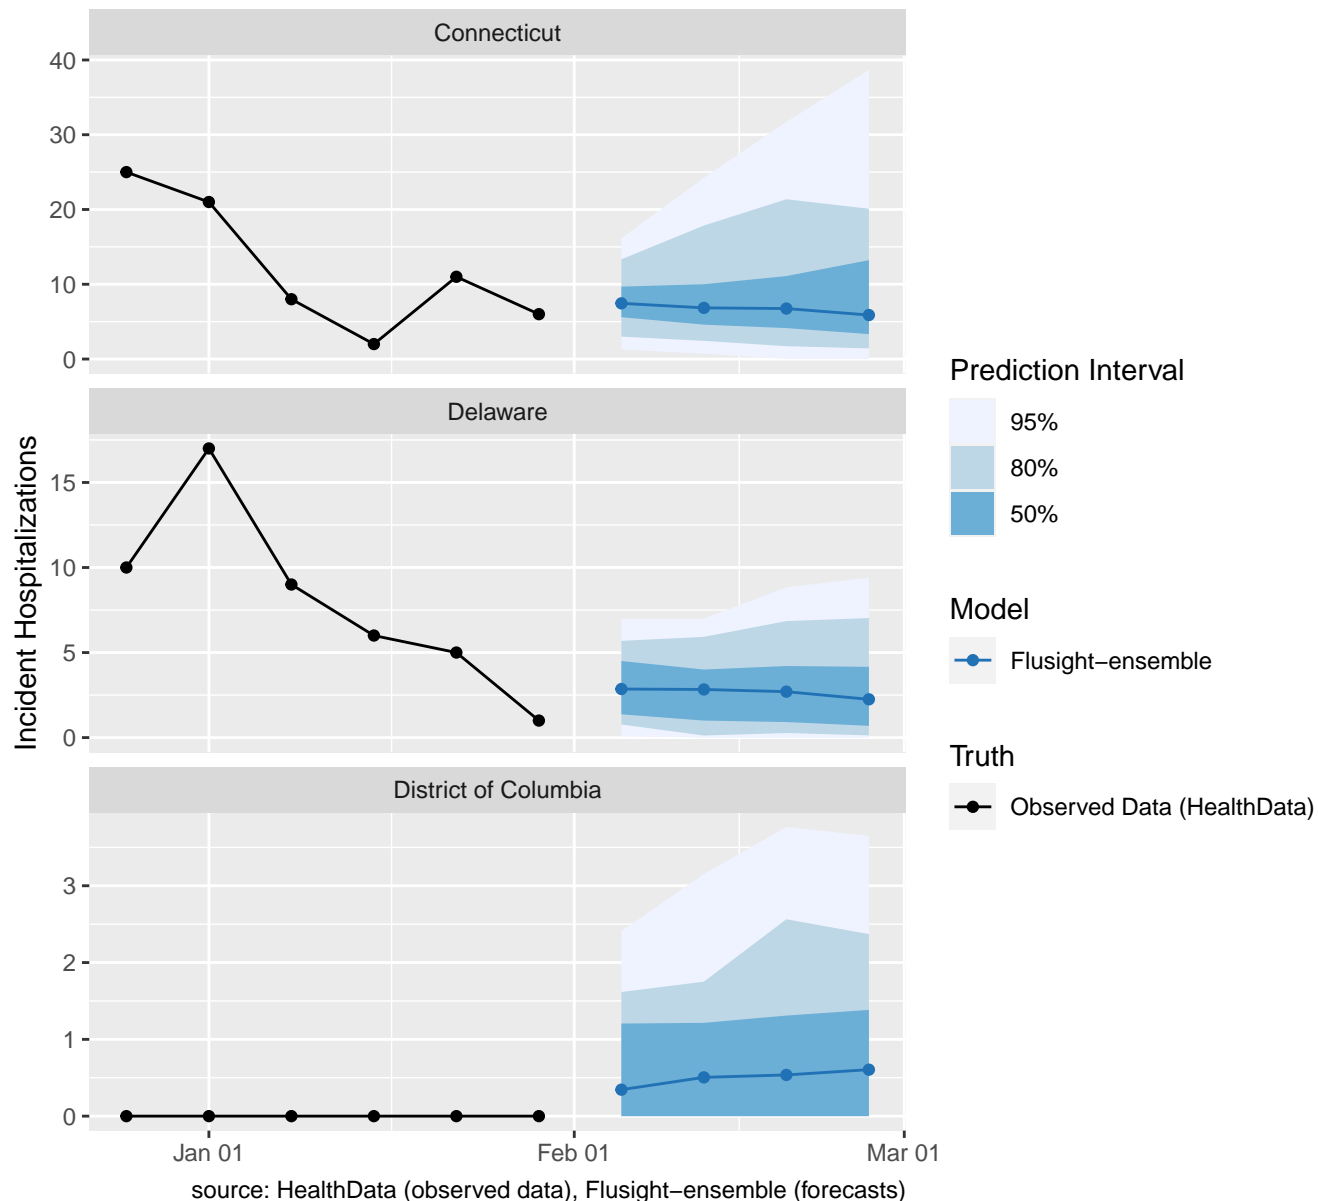 Connecticut
40
30
20
10
0
Delaware
15
10
5
0
District of Columbia
3
2
1
0
Incident Hospitalizations
Jan 01
Feb 01
Mar 01
source: HealthData (observed data), Flusight−ensemble (forecasts)
Prediction Interval
95%
80%
50%
Model
Flusight−ensemble
Truth
Observed Data (HealthData)